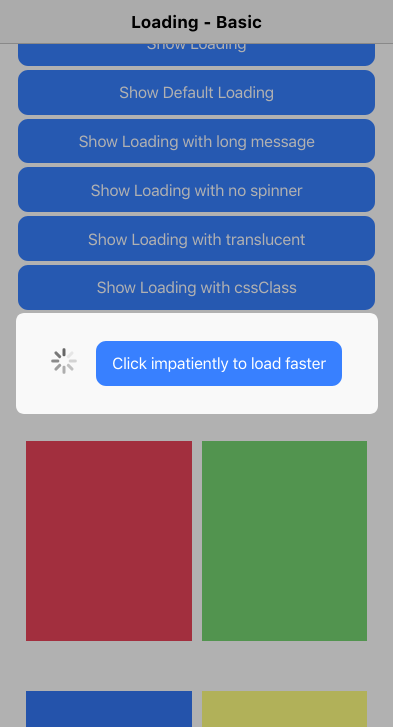 Loading - Basic
Show Loading
Show Default Loading
Show Loading with long message
Show Loading with no spinner
Show Loading with translucent
Show Loading with cssClass
Click impatiently to load faster